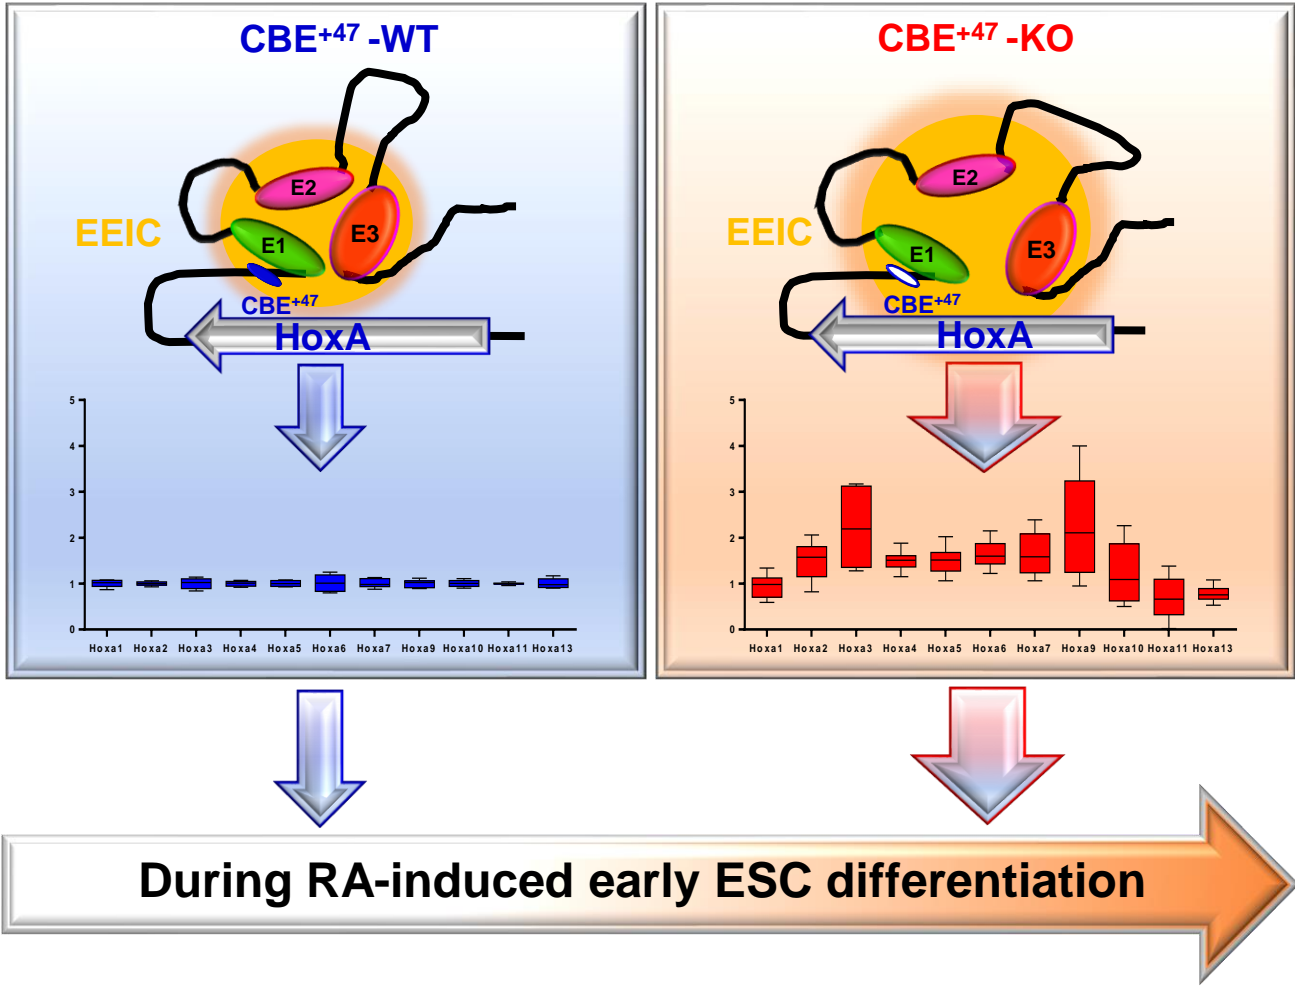 CBE+47 -WT
E2
E3
EEIC
E1
CBE+47
HoxA
5
4
3
2
1
0
Hoxa1 Hoxa2 Hoxa3 Hoxa4 Hoxa5 Hoxa6 Hoxa7 Hoxa9 Hoxa10 Hoxa11 Hoxa13
CBE+47 -KO
E2
EEIC
E3
E1
CBE+47
HoxA
5
4
3
2
1
0
Hoxa1 Hoxa2 Hoxa3 Hoxa4 Hoxa5 Hoxa6 Hoxa7 Hoxa9 Hoxa10 Hoxa11 Hoxa13
During RA-induced early ESC differentiation